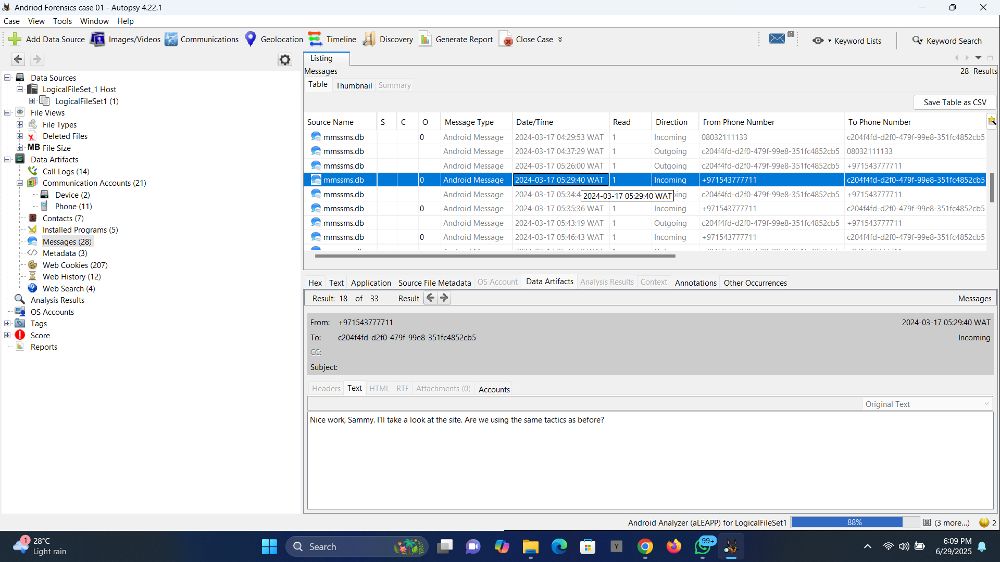 Andriod Forensics case 01 - Autopsy 4.22.1
Case View Tools Window Help
Add Data Source Images/Videos Communications Geolocation Timeline Discovery Generate Report Close Case 6 Keyword Lists Keyword Search
Data Sources
LogicalFileSet_1 Host
LogicalFileSet1 (1)
File Views
File Types
Deleted Files
MB File Size
Data Artifacts
Call Logs (14)
Communication Accounts (21)
Device (2)
Phone (11)
Contacts (7)
Installed Programs (5)
Messages (28)
Metadata (3)
Web Cookies (207)
Web History (12)
Web Search (4)
Analysis Results
OS Accounts
Tags
Score
Reports
Listing
Messages 28 Results
Table Thumbnail Summary
Save Table as CSV
Source Name S C O Message Type Date/Time Read Direction From Phone Number To Phone Number
mmssms.db 0 Android Message 2024-03-17 04:29:53 WAT 1 Incoming 08032111133 c204f4fd-d2f0-479f-99e8-351fc4852cb5
mmssms.db Android Message 2024-03-17 04:37:29 WAT 1 Outgoing c204f4fd-d2f0-479f-99e8-351fc4852cb5 08032111133
mmssms.db Android Message 2024-03-17 05:26:00 WAT 1 Outgoing c204f4fd-d2f0-479f-99e8-351fc4852cb5 +971543777711
mmssms.db 0 Android Message 2024-03-17 05:29:40 WAT 1 Incoming +971543777711 c204f4fd-d2f0-479f-99e8-351fc4852cb5
mmssms.db Android Message 2024-03-17 05:34:4 2024-03-17 05:29:40 WAT ing c204f4fd-d2f0-479f-99e8-351fc4852cb5 +971543777711
mmssms.db 0 Android Message 2024-03-17 05:35:36 WAT 1 Incoming +971543777711 c204f4fd-d2f0-479f-99e8-351fc4852cb5
mmssms.db Android Message 2024-03-17 05:43:19 WAT 1 Outgoing c204f4fd-d2f0-479f-99e8-351fc4852cb5 +971543777711
mmssms.db 0 Android Message 2024-03-17 05:46:43 WAT 1 Incoming +971543777711 c204f4fd-d2f0-479f-99e8-351fc4852cb5
Hex Text Application Source File Metadata OS Account Data Artifacts Analysis Results Context Annotations Other Occurrences
Result: 18 of 33 Result Messages
From: +971543777711 2024-03-17 05:29:40 WAT
To: c204f4fd-d2f0-479f-99e8-351fc4852cb5 Incoming
CC:
Subject:
Headers Text HTML RTF Attachments (0) Accounts
Original Text
Nice work, Sammy. I'll take a look at the site. Are we using the same tactics as before?
Android Analyzer (aLEAPP) for LogicalFileSet1 88% (3 more...) 2
1 28°C
Light rain
Search
Y
99+
6:09 PM
6/29/2025